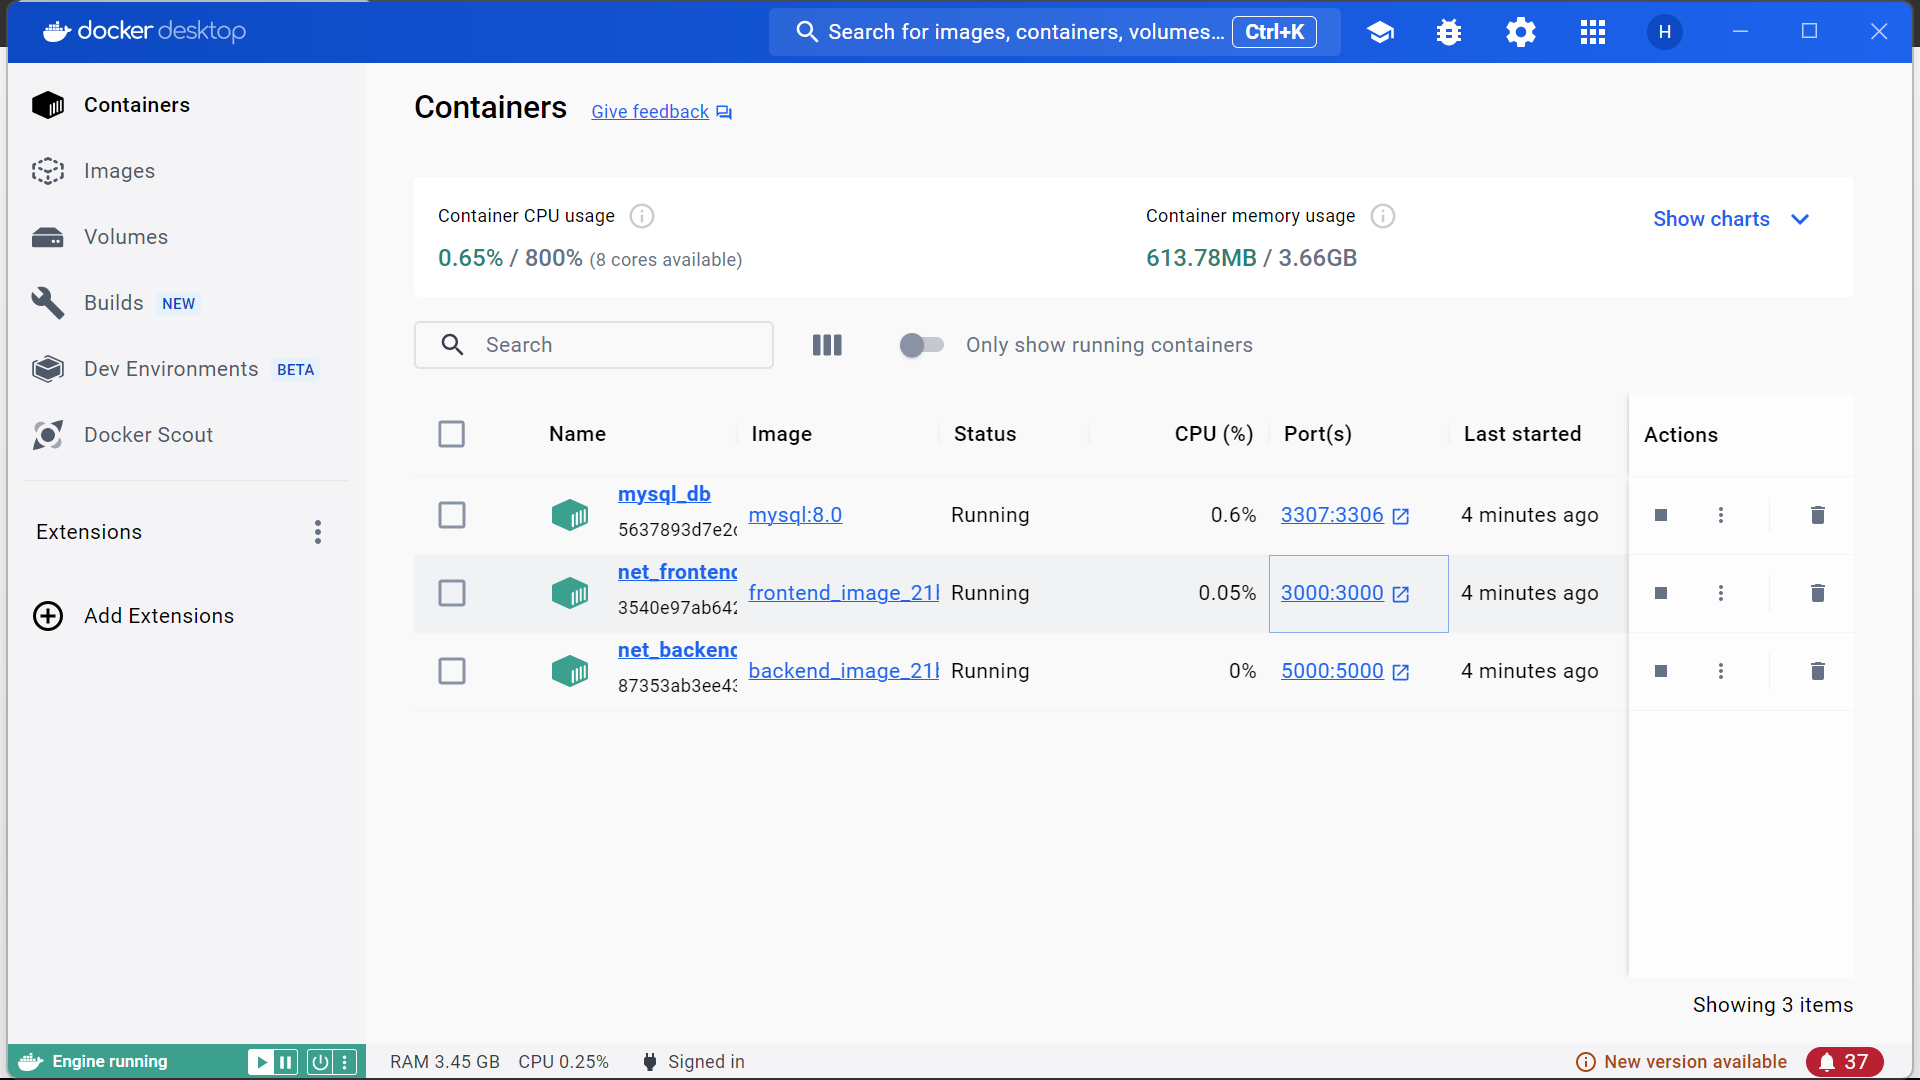 docker desktop
Search for images, containers, volumes... Ctrl+K
H
Containers
Images
Volumes
Builds NEW
Dev Environments BETA
Docker Scout
Extensions
Add Extensions
Containers Give feedback
Container CPU usage
0.65% / 800% (8 cores available)
Container memory usage
613.78MB / 3.66GB
Show charts
Search
Only show running containers
Name Image Status CPU (%) Port(s) Last started Actions
mysql_db
5637893d7e2c
mysql:8.0 Running 0.6% 3307:3306 4 minutes ago
net_frontend
3540e97ab642
frontend_image_21 Running 0.05% 3000:3000 4 minutes ago
net_backend
87353ab3ee43
backend_image_21 Running 0% 5000:5000 4 minutes ago
Showing 3 items
Engine running
RAM 3.45 GB CPU 0.25% Signed in
New version available 37